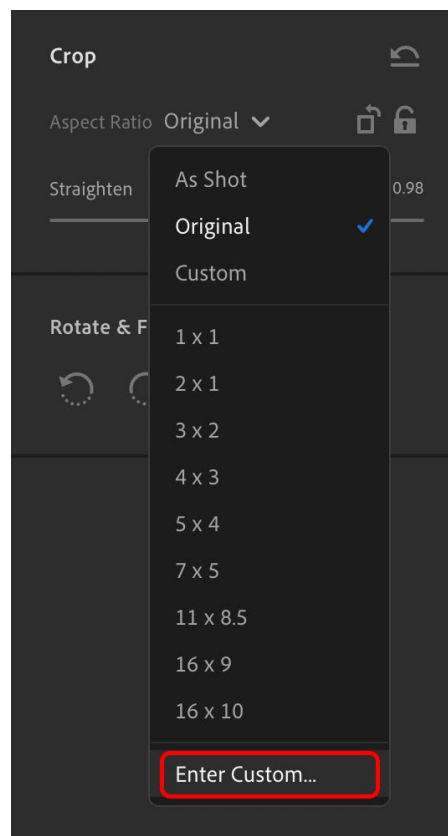 Crop
Aspect Ratio Original
Straighten 0.98
As Shot
Original
Custom
Rotate & F
1 x 1
2 x 1
3 x 2
4 x 3
5 x 4
7 x 5
11 x 8.5
16 x 9
16 x 10
Enter Custom...